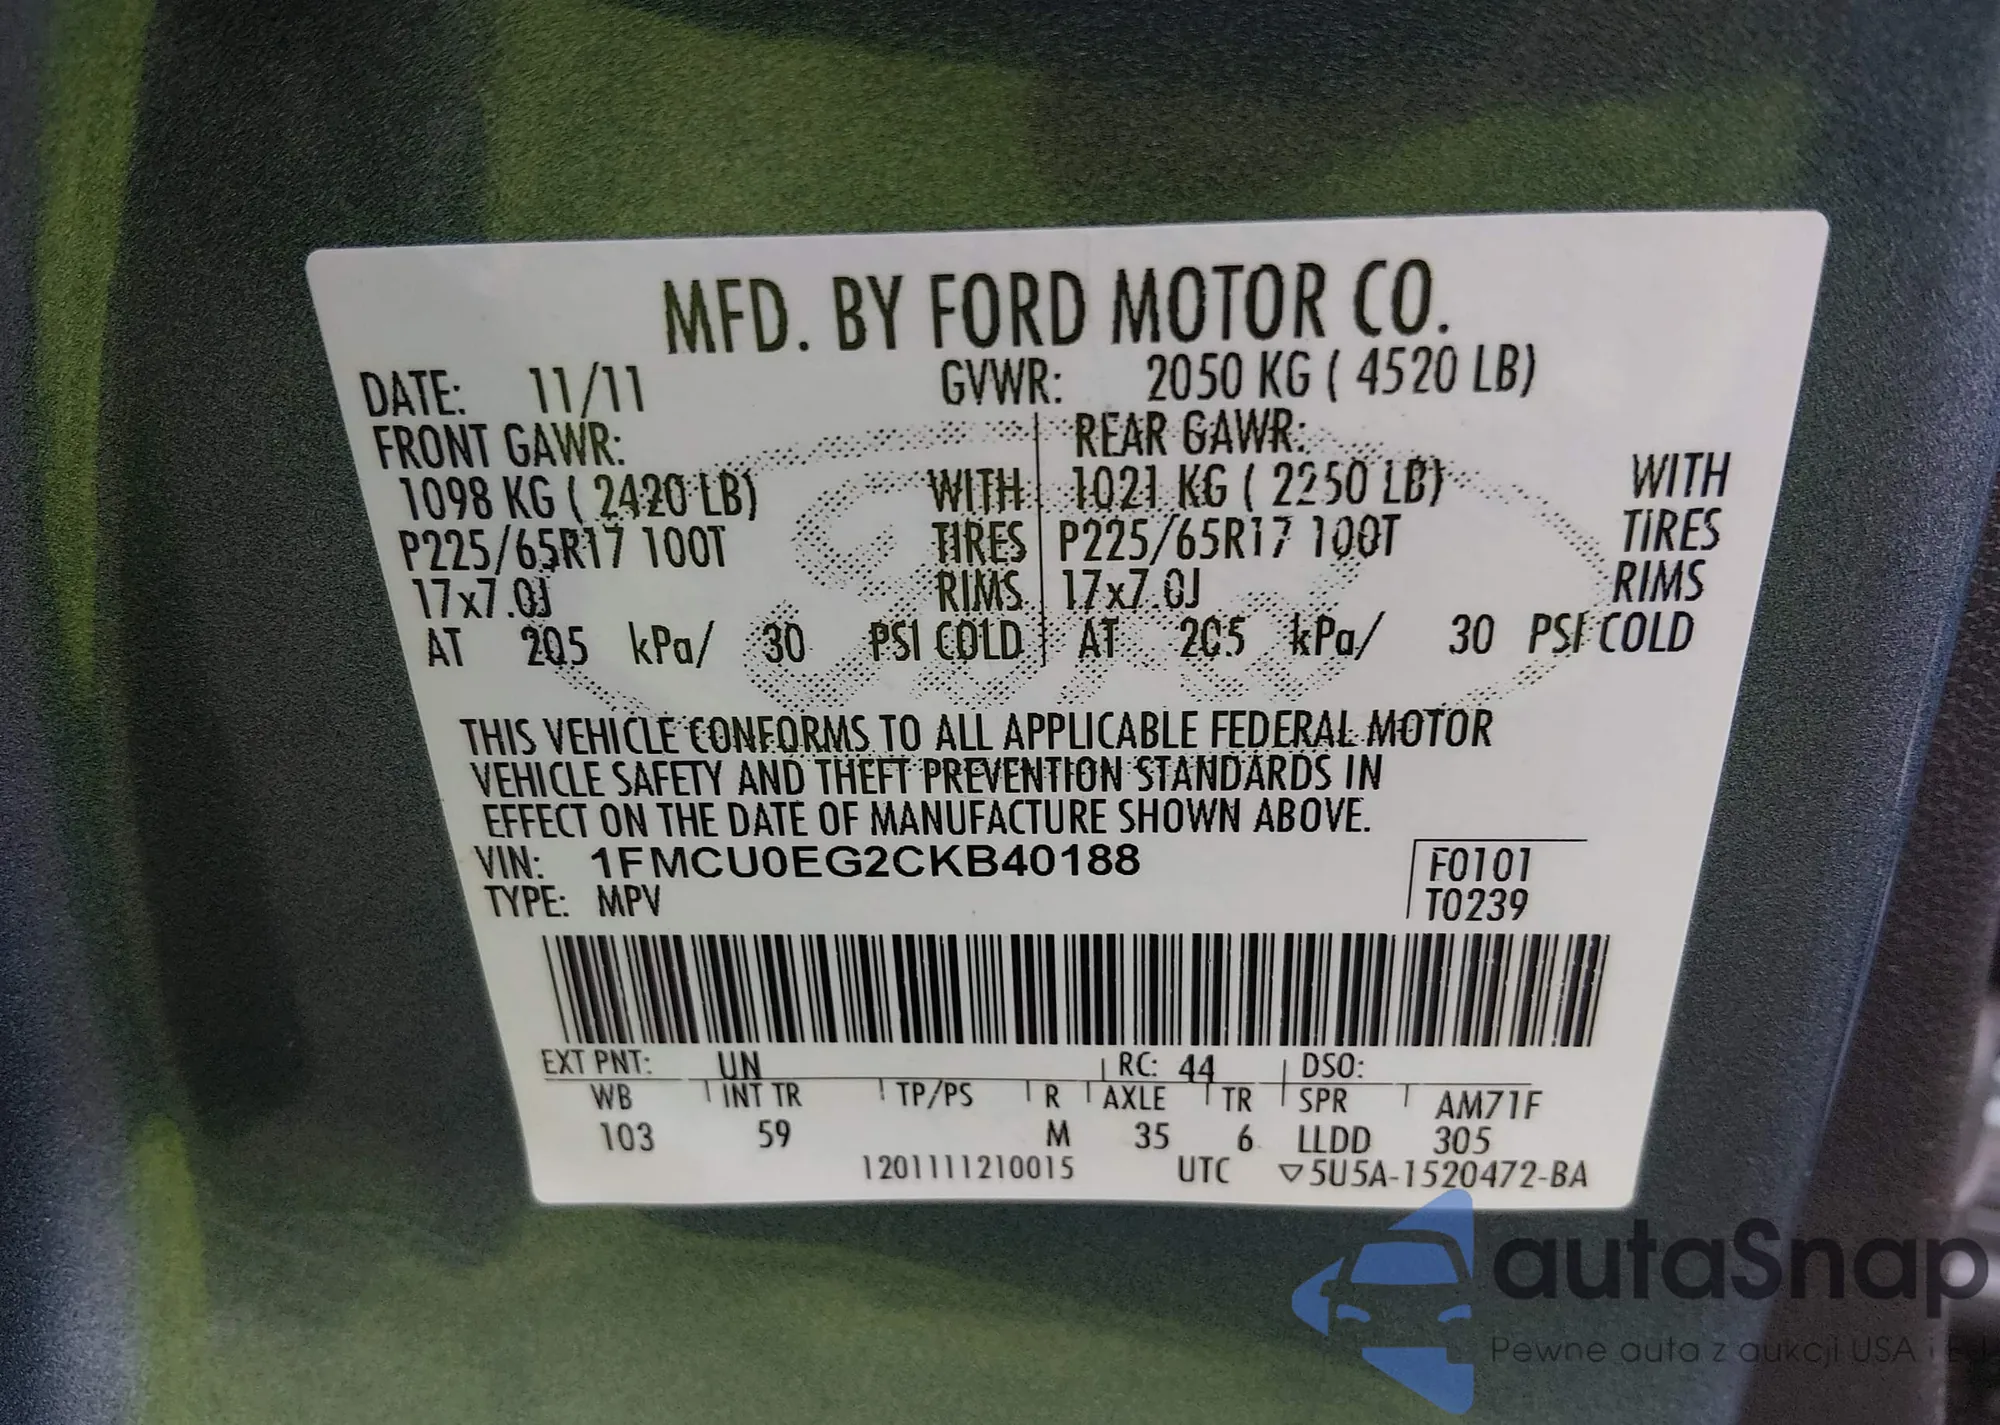 MFD. BY FORD MOTOR CO.
DATE: 11/11 GVWR: 2050 KG ( 4520 LB)
FRONT GAWR: REAR GAWR:
1098 KG ( 2420 LB) WITH 1021 KG ( 2250 LB) WITH
P225/65R17 100T TIRES P225/65R17 100T TIRES
17x7.0J RIMS 17x7.0J RIMS
AT 205 kPa/ 30 PSI COLD AT 205 kPa/ 30 PSI COLD
THIS VEHICLE CONFORMS TO ALL APPLICABLE FEDERAL MOTOR
VEHICLE SAFETY AND THEFT PREVENTION STANDARDS IN
EFFECT ON THE DATE OF MANUFACTURE SHOWN ABOVE.
VIN: 1FMCU0EG2CKB40188 F0101
TYPE: MPV T0239
EXT PNT: UN RC: 44 DSO:
WB INT TR TP/PS R AXLE TR SPR AM71F
103 59 M 35 6 LLDD 305
1201111210015 UTC ▽5U5A-1520472-BA
autaSnap
Pewne auta z aukcji USA